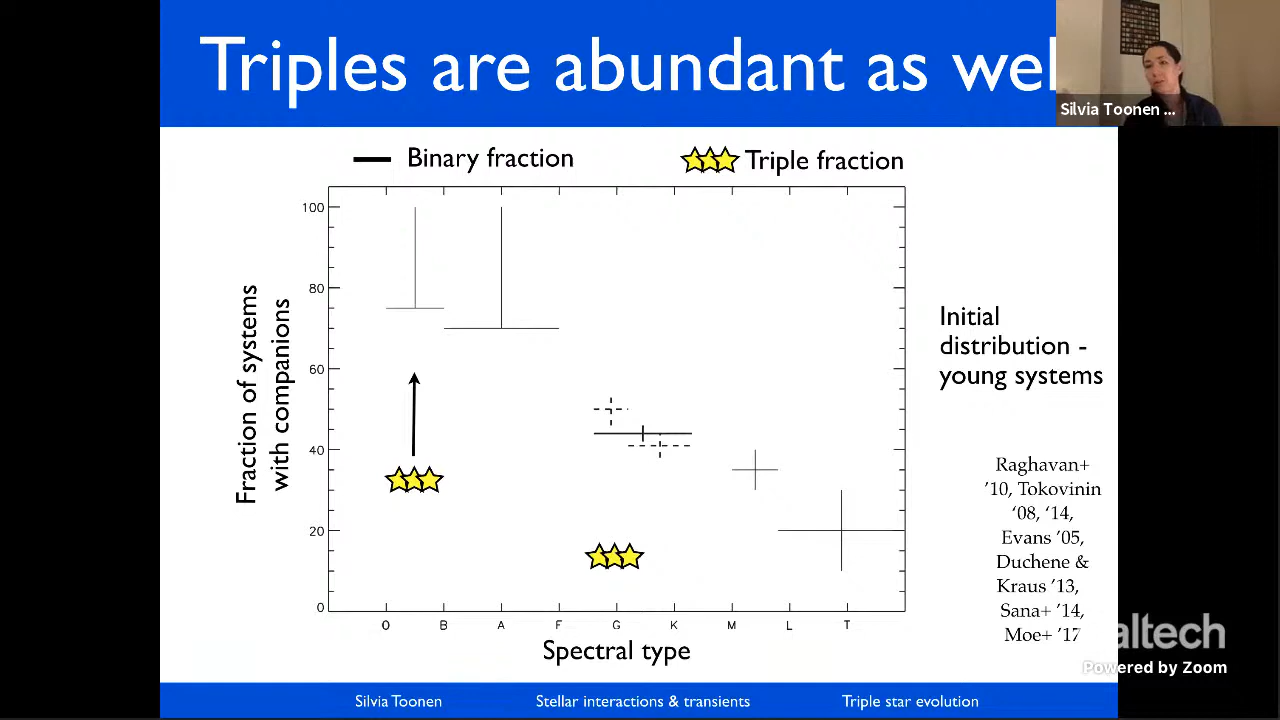 Triples are abundant as wel
Silvia Toonen ...
Binary fraction
Triple fraction
100
80
60
40
20
0
Fraction of systems
with companions
O B A F G K M L T
Spectral type
Initial
distribution -
young systems
Raghavan+
’10, Tokovinin
‘08, ‘14,
Evans ’05,
Duchene &
Kraus ’13,
Sana+ ’14,
Moe+ ’17
altech
Powered by Zoom
Silvia Toonen
Stellar interactions & transients
Triple star evolution